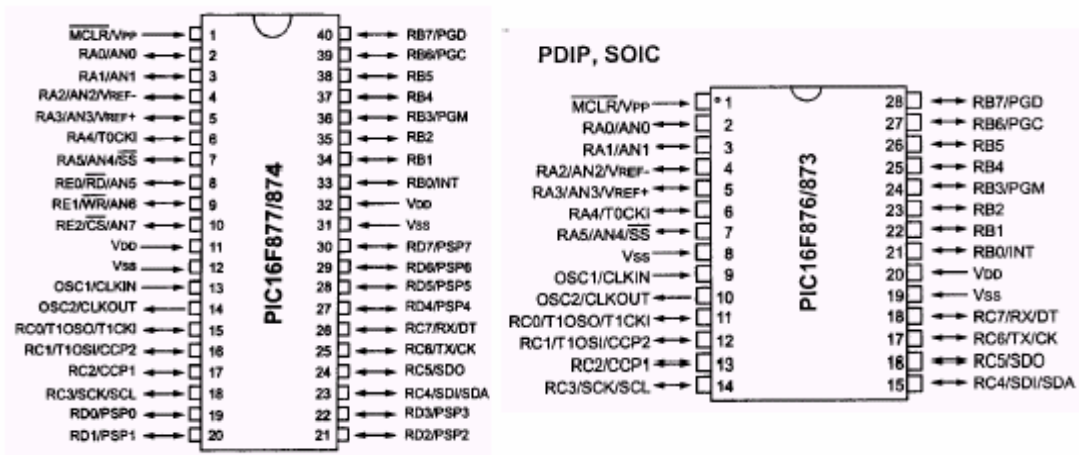 MCLR/VPP 1 40 RB7/PGD
RA0/AN0 2 39 RB6/PGC
RA1/AN1 3 38 RB5
RA2/AN2/VREF- 4 37 RB4
RA3/AN3/VREF+ 5 36 RB3/PGM
RA4/T0CKI 6 35 RB2
RA5/AN4/SS 7 34 RB1
RE0/RD/AN5 8 33 RB0/INT
RE1/WR/AN6 9 32 VDD
RE2/CS/AN7 10 31 VSS
VDD 11 30 RD7/PSP7
VSS 12 29 RD6/PSP6
OSC1/CLKIN 13 28 RD5/PSP5
OSC2/CLKOUT 14 27 RD4/PSP4
RC0/T1OSO/T1CKI 15 26 RC7/RX/DT
RC1/T1OSI/CCP2 16 25 RC6/TX/CK
RC2/CCP1 17 24 RC5/SDO
RC3/SCK/SCL 18 23 RC4/SDI/SDA
RD0/PSP0 19 22 RD3/PSP3
RD1/PSP1 20 21 RD2/PSP2
PIC16F877/874
PDIP, SOIC
MCLR/VPP 1 28 RB7/PGD
RA0/AN0 2 27 RB6/PGC
RA1/AN1 3 26 RB5
RA2/AN2/VREF- 4 25 RB4
RA3/AN3/VREF+ 5 24 RB3/PGM
RA4/T0CKI 6 23 RB2
RA5/AN4/SS 7 22 RB1
VSS 8 21 RB0/INT
OSC1/CLKIN 9 20 VDD
OSC2/CLKOUT 10 19 VSS
RC0/T1OSO/T1CKI 11 18 RC7/RX/DT
RC1/T1OSI/CCP2 12 17 RC6/TX/CK
RC2/CCP1 13 16 RC5/SDO
RC3/SCK/SCL 14 15 RC4/SDI/SDA
PIC16F876/873